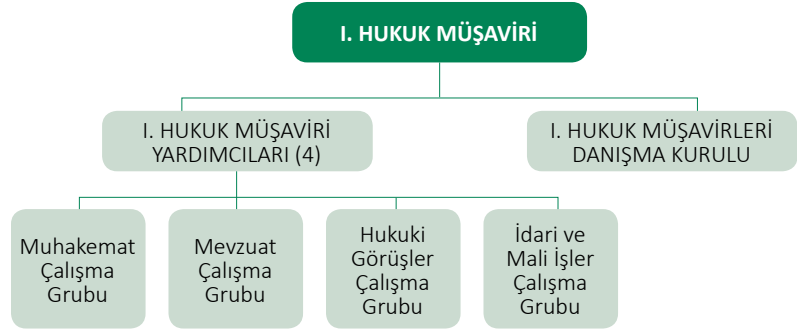 I. HUKUK MÜŞAVİRİ
I. HUKUK MÜŞAVİRİ
YARDIMCILARI (4)
I. HUKUK MÜŞAVİRLERİ
DANIŞMA KURULU
Muhakemat
Çalışma
Grubu
Mevzuat
Çalışma
Grubu
Hukuki
Görüşler
Çalışma
Grubu
İdari ve
Mali İşler
Çalışma
Grubu